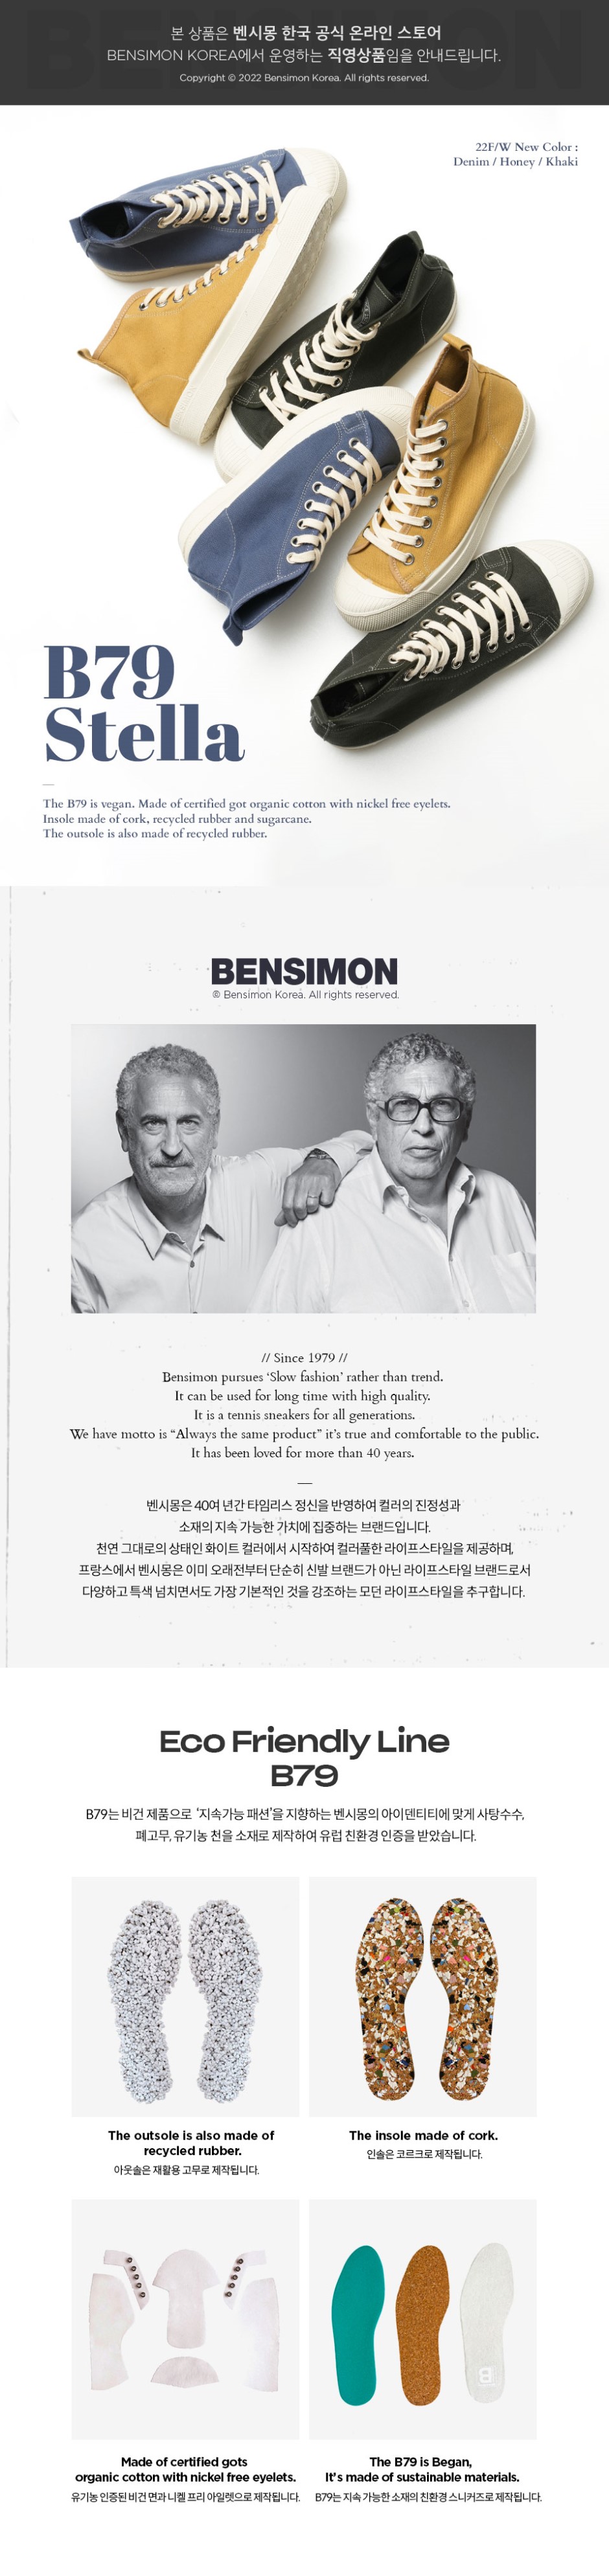 본 상품은 벤시몽 한국 공식 온라인 스토어
BENSIMON KOREA에서 운영하는 직영상품임을 안내드립니다.
Copyright © 2022 Bensimon Korea. All rights reserved.
22F/W New Color :
Denim / Honey / Khaki
B79
Stella
The B79 is vegan. Made of certified got organic cotton with nickel free eyelets.
Insole made of cork, recycled rubber and sugarcane.
The outsole is also made of recycled rubber.
BENSIMON
© Bensimon Korea. All rights reserved.
// Since 1979 //
Bensimon pursues ‘Slow fashion’ rather than trend.
It can be used for long time with high quality.
It is a tennis sneakers for all generations.
We have motto is “Always the same product” it’s true and comfortable to the public.
It has been loved for more than 40 years.
벤시몽은 40여 년간 타임리스 정신을 반영하여 컬러의 진정성과
소재의 지속 가능한 가치에 집중하는 브랜드입니다.
천연 그대로의 상태인 화이트 컬러에서 시작하여 컬러풀한 라이프스타일을 제공하며,
프랑스에서 벤시몽은 이미 오래전부터 단순히 신발 브랜드가 아닌 라이프스타일 브랜드로서
다양하고 특색 넘치면서도 가장 기본적인 것을 강조하는 모던 라이프스타일을 추구합니다.
Eco Friendly Line
B79
B79는 비건 제품으로 '지속가능 패션'을 지향하는 벤시몽의 아이덴티티에 맞게 사탕수수,
폐고무, 유기농 천을 소재로 제작하여 유럽 친환경 인증을 받았습니다.
The outsole is also made of
recycled rubber.
아웃솔은 재활용 고무로 제작됩니다.
The insole made of cork.
인솔은 코르크로 제작됩니다.
Made of certified gots
organic cotton with nickel free eyelets.
유기농 인증된 비건 면과 니켈 프리 아일렛으로 제작됩니다.
The B79 is Began,
It's made of sustainable materials.
B79는 지속 가능한 소재의 친환경 스니커즈로 제작됩니다.